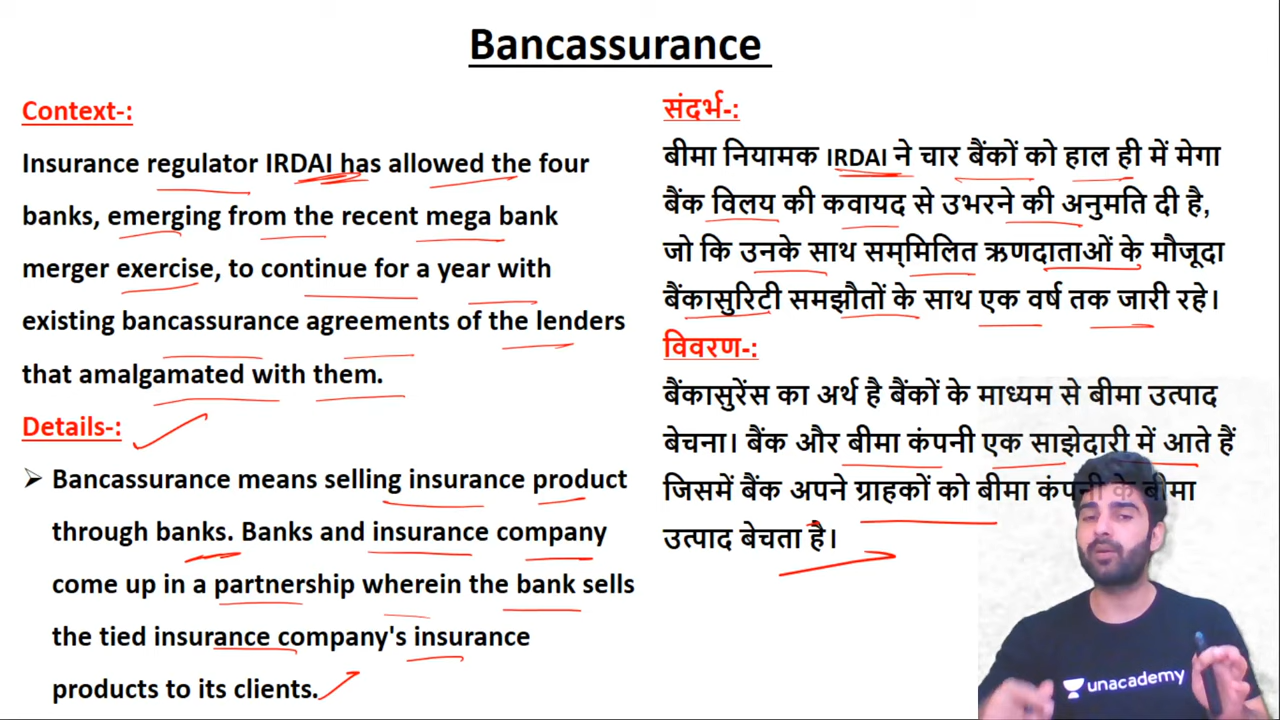 Bancassurance
Context-:
Insurance regulator IRDAI has allowed the four
banks, emerging from the recent mega bank
merger exercise, to continue for a year with
existing bancassurance agreements of the lenders
that amalgamated with them.
Details-:
Bancassurance means selling insurance product
through banks. Banks and insurance company
come up in a partnership wherein the bank sells
the tied insurance company's insurance
products to its clients.
संदर्भ-:
बीमा नियामक IRDAI ने चार बैंकों को हाल ही में मेगा
बैंक विलय की कवायद से उभरने की अनुमति दी है,
जो कि उनके साथ सम्मिलित ऋणदाताओं के मौजूदा
बैंकासुरिटी समझौतों के साथ एक वर्ष तक जारी रहे।
विवरण-:
बैंकासुरेंस का अर्थ है बैंकों के माध्यम से बीमा उत्पाद
बेचना। बैंक और बीमा कंपनी एक साझेदारी में आते हैं
जिसमें बैंक अपने ग्राहकों को बीमा कंपनी के बीमा
उत्पाद बेचता है।
unacademy